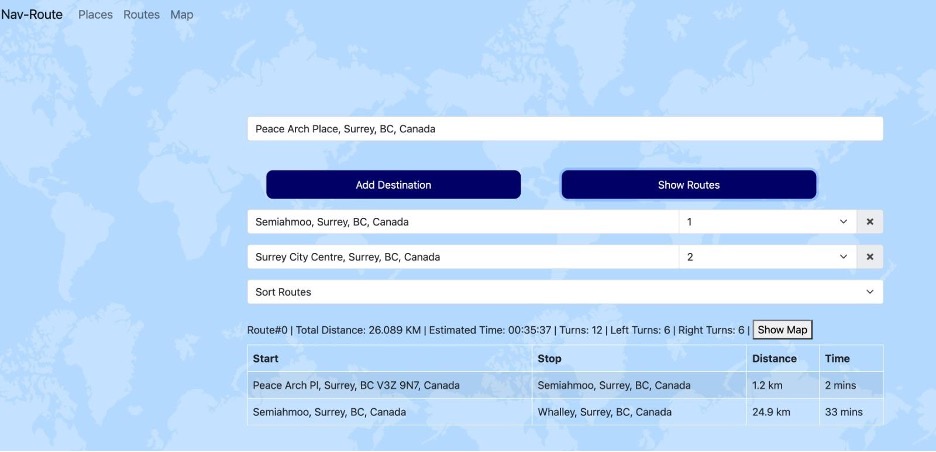 Nav-Route Places Routes Map
Peace Arch Place, Surrey, BC, Canada
Add Destination Show Routes
Semiahmoo, Surrey, BC, Canada 1 ×
Surrey City Centre, Surrey, BC, Canada 2 ×
Sort Routes
Route#0 | Total Distance: 26.089 KM | Estimated Time: 00:35:37 | Turns: 12 | Left Turns: 6 | Right Turns: 6 | Show Map
Start Stop Distance Time
Peace Arch Pl, Surrey, BC V3Z 9N7, Canada Semiahmoo, Surrey, BC, Canada 1.2 km 2 mins
Semiahmoo, Surrey, BC, Canada Whalley, Surrey, BC, Canada 24.9 km 33 mins